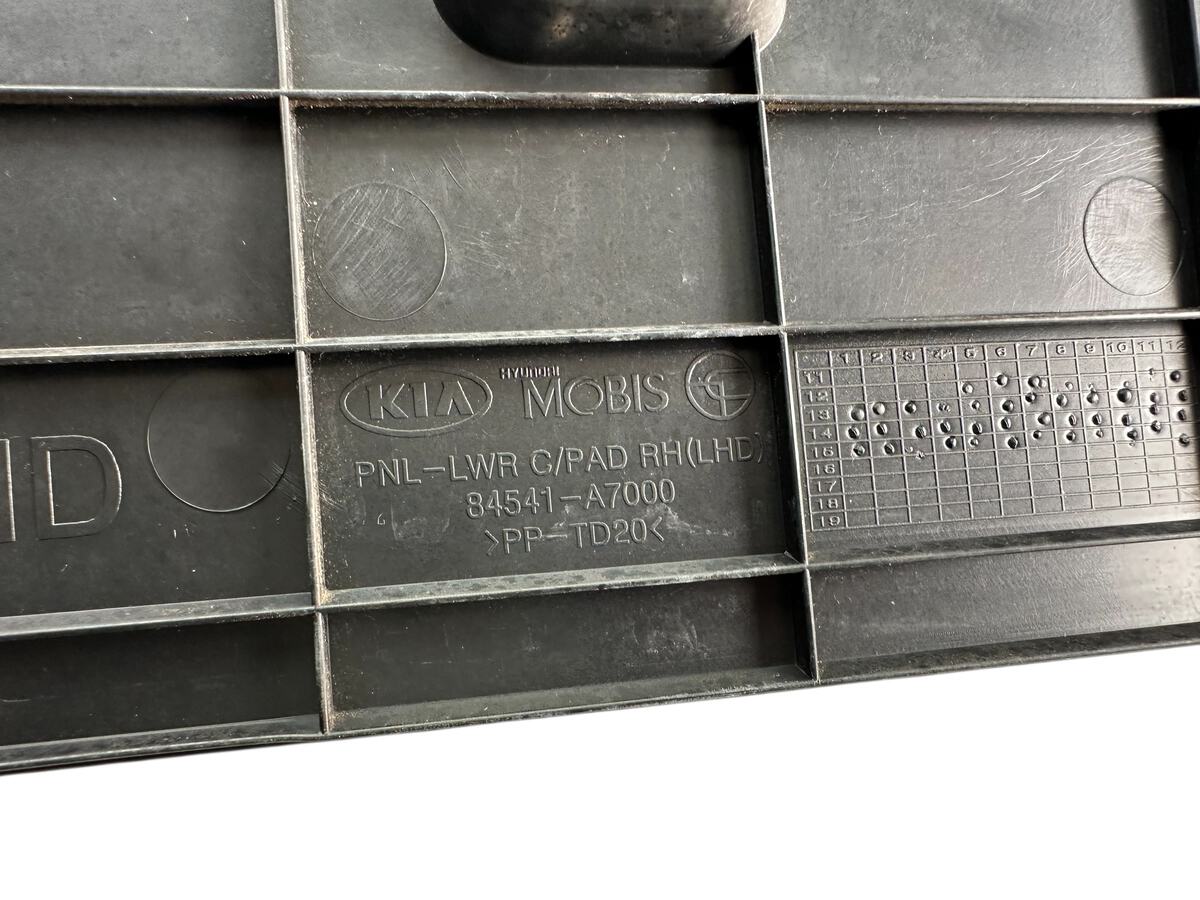 KIA HYUNDAI MOBIS
PNL-LWR C/PAD RH(LHD)
84541-A7000
>PP-TD20<
1 2 3 4 5 6 7 8 9 10 11 12
11
12
13
14
15
16
17
18
19